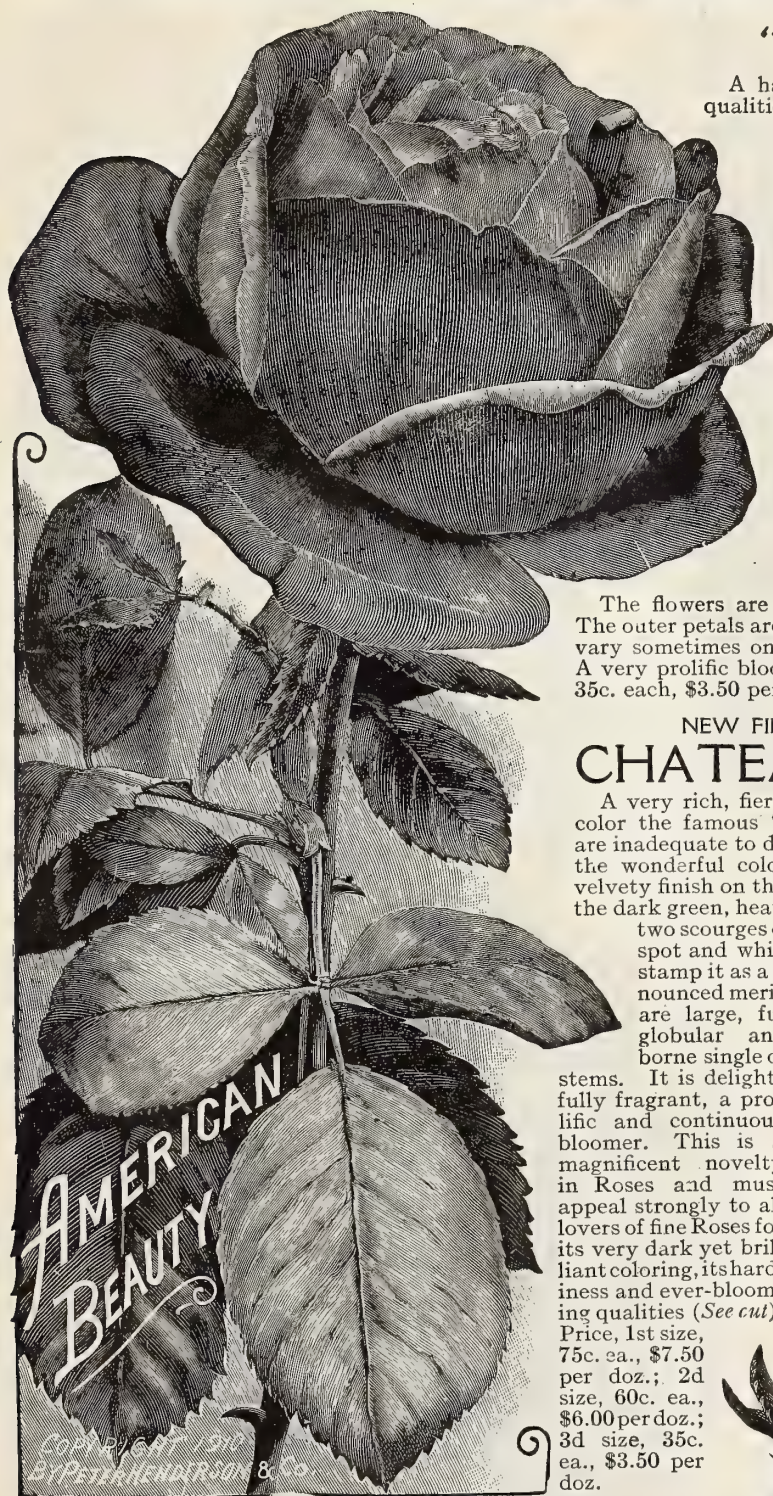 A
qualiti
The flowers are
The outer petals are
vary sometimes on
A very prolific bloo
35c. each, $3.50 per
NEW FI
CHATEA
A very rich, fier
color the famous
are inadequate to d
the wonderful colo
velvety finish on th
the dark green, hea
two scourges
spot and whi
stamp it as a
nounced meri
are large, fu
globular an
borne single o
stems. It is delight
fully fragrant, a pro
lific and continuou
bloomer. This is
magnificent novelt
in Roses and mus
appeal strongly to al
lovers of fine Roses fo
its very dark yet bril
liant coloring, its hard
iness and ever-bloom
ing qualities (See cut)
Price, 1st size,
75c. ea., $7.50
per doz.; 2d
size, 60c. ea.,
$6.00 per doz.;
3d size, 35c.
ea., $3.50 per
doz.
AMERICAN
BEAUTY
COPYRIGHT 1910
BY PETER HENDERSON & Co.